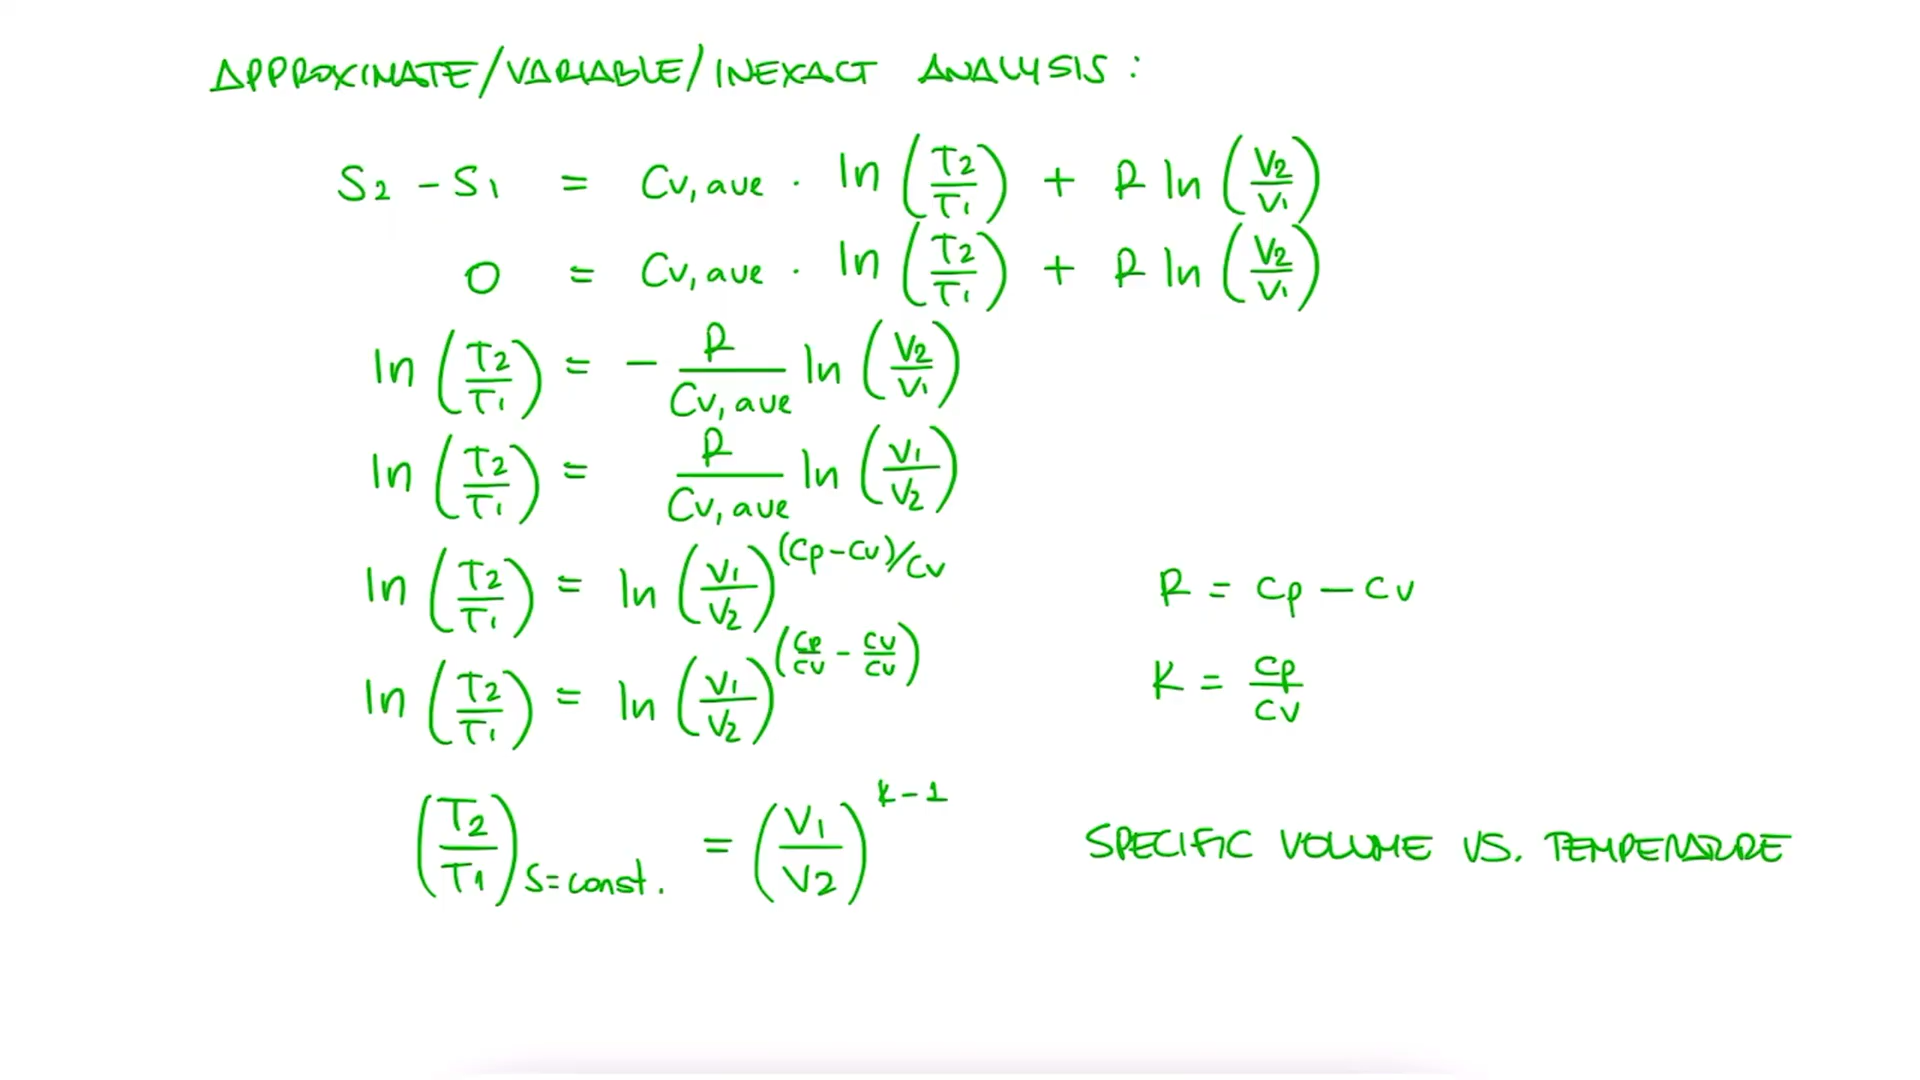 APPROXIMATE/VARIABLE/INEXACT ANALYSIS:
S2 - S1 = Cv, ave · ln (T2/T1) + R ln (V2/V1)
0 = Cv, ave · ln (T2/T1) + R ln (V2/V1)
ln (T2/T1) = - R/Cv, ave ln (V2/V1)
ln (T2/T1) = R/Cv, ave ln (V1/V2)
ln (T2/T1) = ln (V1/V2)^(Cp-Cv)/Cv
R = Cp - Cv
ln (T2/T1) = ln (V1/V2)^(Cp/Cv - Cv/Cv)
K = Cp/Cv
(T2/T1)S=const. = (V1/V2)^k-1
SPECIFIC VOLUME VS. TEMPERATURE